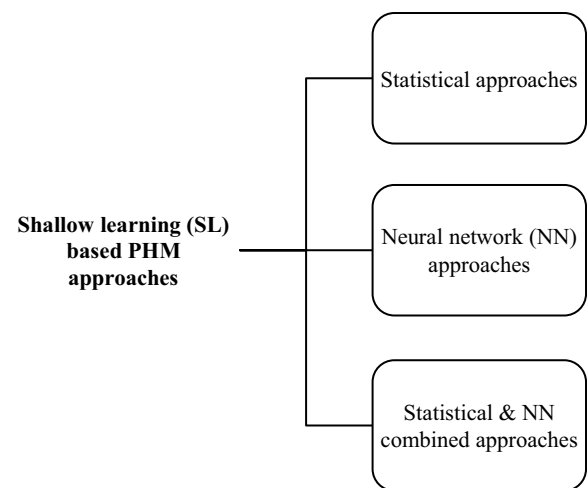 Statistical approaches
Shallow learning (SL)
based PHM
approaches
Neural network (NN)
approaches
Statistical & NN
combined approaches